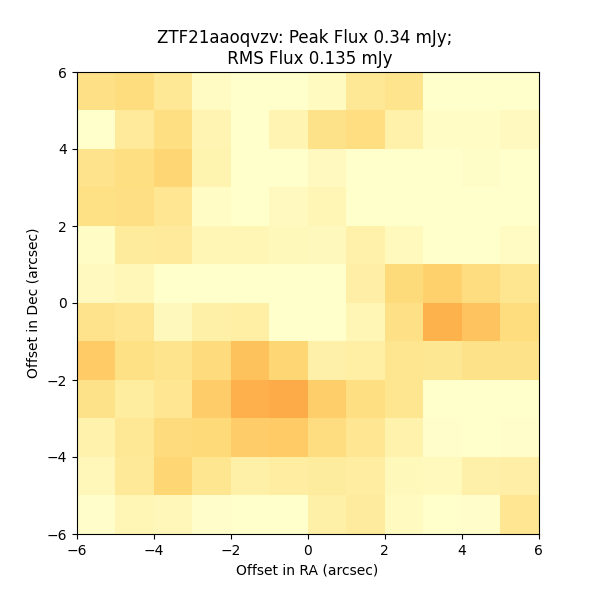 ZTF21aaoqvzv: Peak Flux 0.34 mJy;
RMS Flux 0.135 mJy
6
4
2
0
−2
−4
−6
Offset in Dec (arcsec)
−6 −4 −2 0 2 4 6
Offset in RA (arcsec)